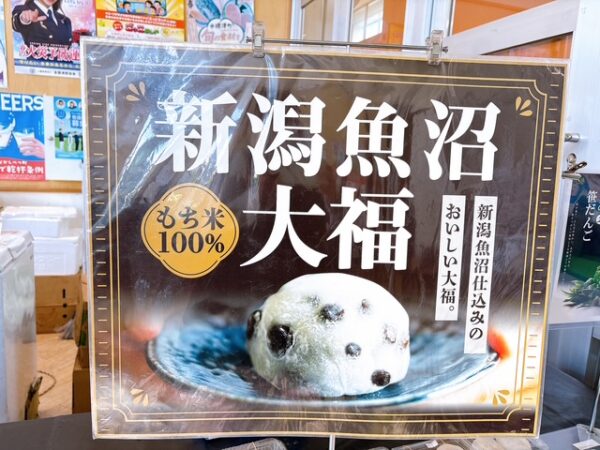 新潟魚沼
大福
もち米
100%
新潟魚沼仕込みの
おいしい大福。
笹だんご
EERS